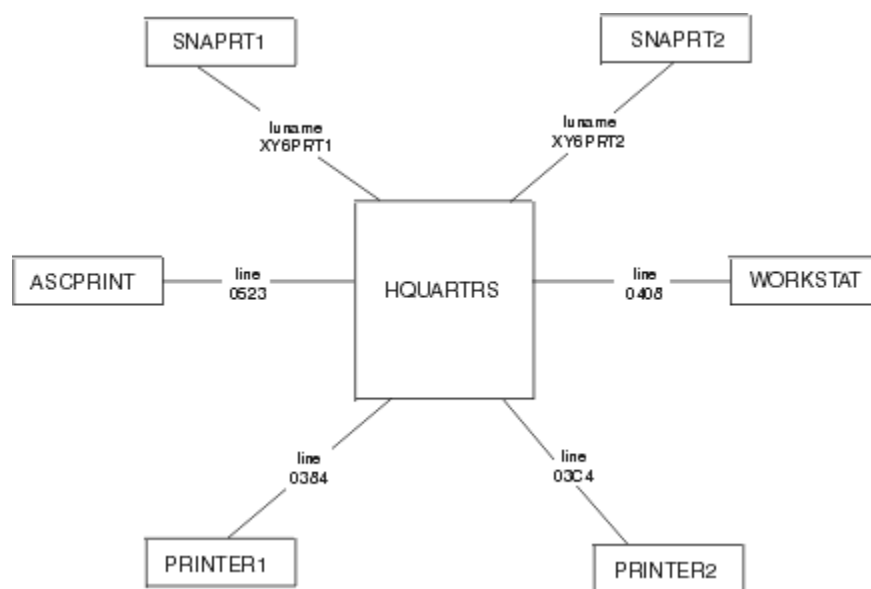 SNAPRT1
SNAPRT2
luname
XY6PRT1
luname
XY6PRT2
ASCPRINT
line
0523
HQUARTRS
line
0408
WORKSTAT
line
0384
line
03C4
PRINTER1
PRINTER2